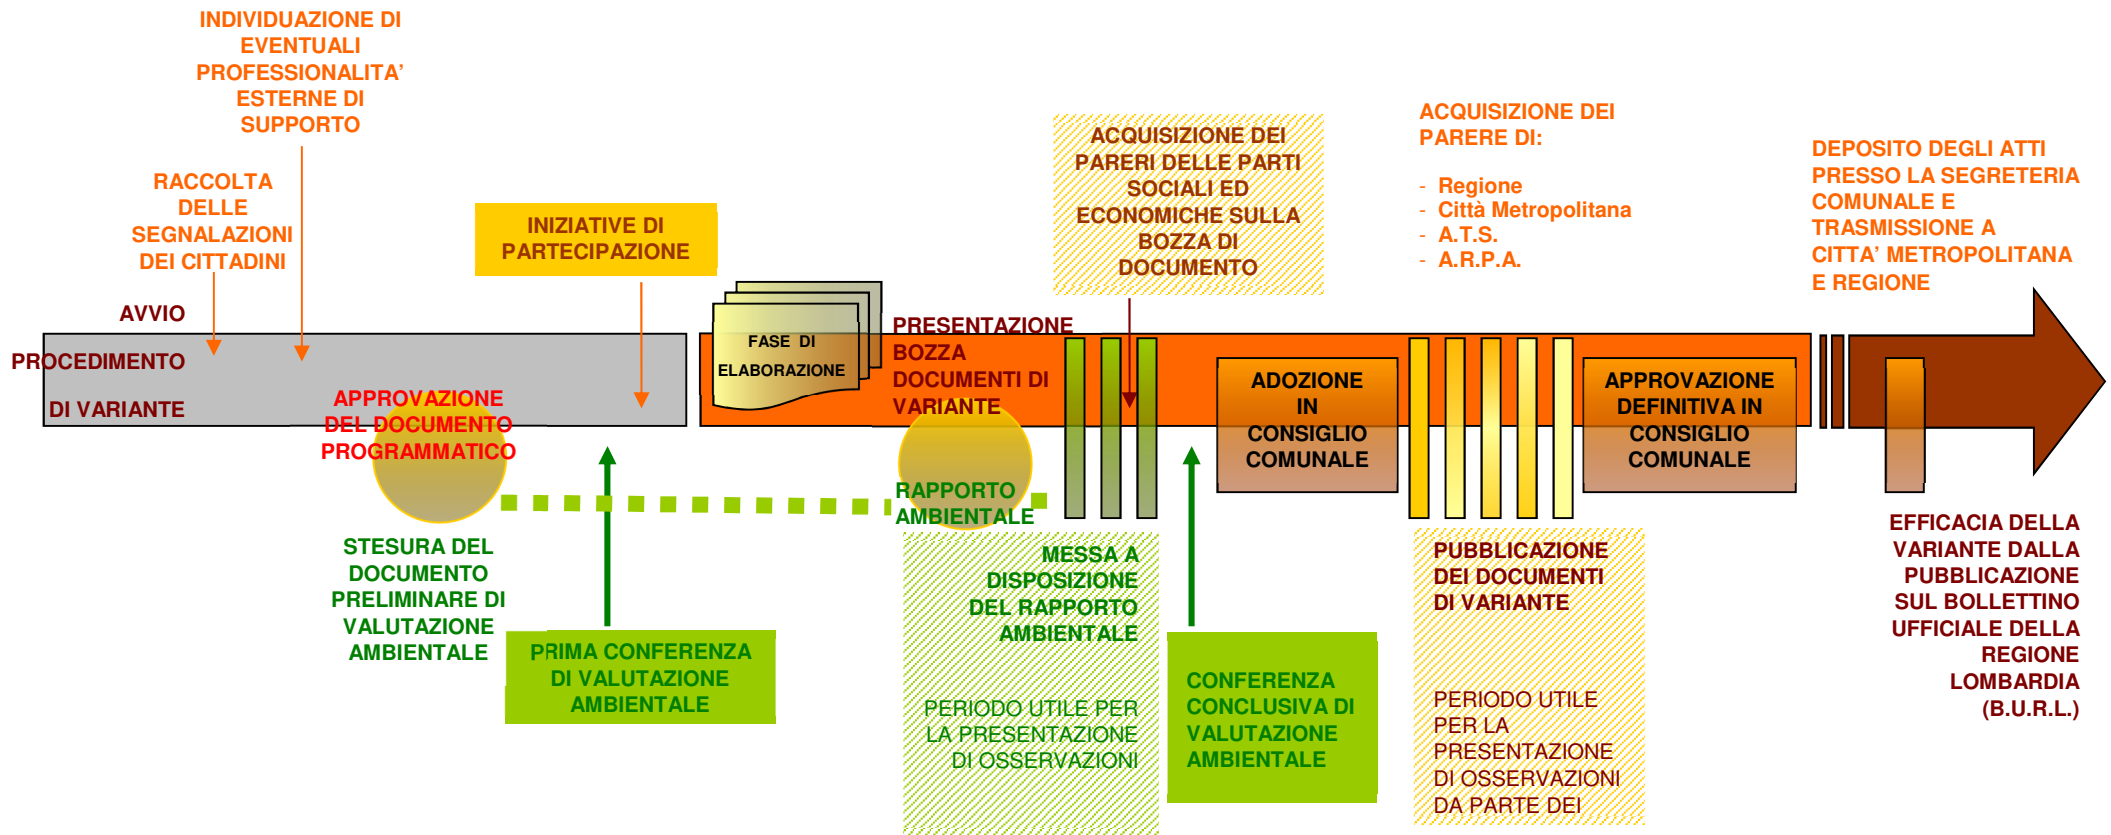 INDIVIDUAZIONE DI
EVENTUALI
PROFESSIONALITA'
ESTERNE DI
SUPPORTO
RACCOLTA
DELLE
SEGNALAZIONI
DEI CITTADINI
AVVIO
PROCEDIMENTO
DI VARIANTE
APPROVAZIONE
DEL DOCUMENTO
PROGRAMMATICO
STESURA DEL
DOCUMENTO
PRELIMINARE DI
VALUTAZIONE
AMBIENTALE
INIZIATIVE DI
PARTECIPAZIONE
PRIMA CONFERENZA
DI VALUTAZIONE
AMBIENTALE
FASE DI
ELABORAZIONE
PRESENTAZIONE
BOZZA
DOCUMENTI DI
VARIANTE
RAPPORTO
AMBIENTALE
MESSA A
DISPOSIZIONE
DEL RAPPORTO
AMBIENTALE
PERIODO UTILE PER
LA PRESENTAZIONE
DI OSSERVAZIONI
ACQUISIZIONE DEI
PARERI DELLE PARTI
SOCIALI ED
ECONOMICHE SULLA
BOZZA DI
DOCUMENTO
CONFERENZA
CONCLUSIVA DI
VALUTAZIONE
AMBIENTALE
ADOZIONE
IN
CONSIGLIO
COMUNALE
ACQUISIZIONE DEI
PARERE DI:
- Regione
- Città Metropolitana
- A.T.S.
- A.R.P.A.
PUBBLICAZIONE
DEI DOCUMENTI
DI VARIANTE
PERIODO UTILE
PER LA
PRESENTAZIONE
DI OSSERVAZIONI
DA PARTE DEI
APPROVAZIONE
DEFINITIVA IN
CONSIGLIO
COMUNALE
DEPOSITO DEGLI ATTI
PRESSO LA SEGRETERIA
COMUNALE E
TRASMISSIONE A
CITTA' METROPOLITANA
E REGIONE
EFFICACIA DELLA
VARIANTE DALLA
PUBBLICAZIONE
SUL BOLLETTINO
UFFICIALE DELLA
REGIONE
LOMBARDIA
(B.U.R.L.)